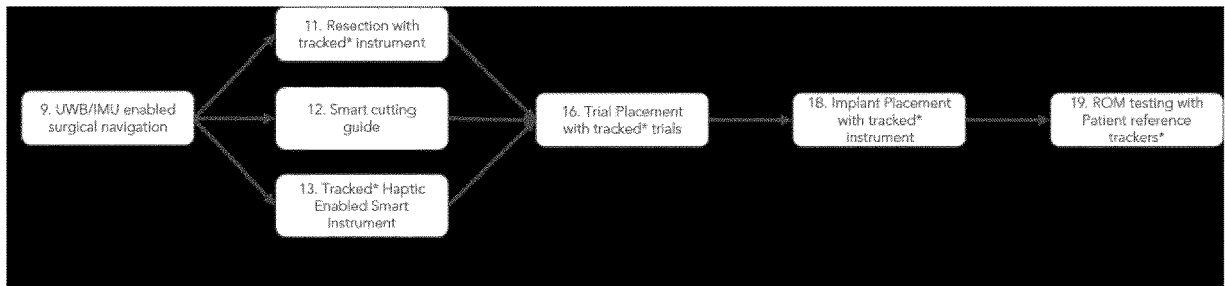 9. UWB/IMU enabled
surgical navigation
11. Resection with
tracked* instrument
12. Smart cutting
guide
13. Tracked* Haptic
Enabled Smart
Instrument
16. Trial Placement
with tracked* trials
18. Implant Placement
with tracked*
instrument
19. ROM testing with
Patient reference
trackers*